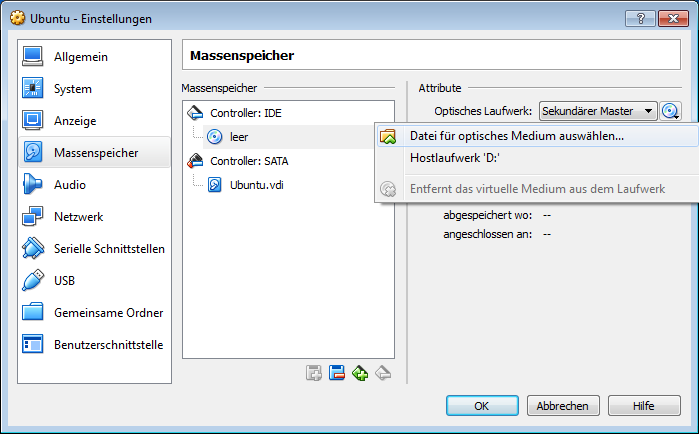 Ubuntu - Einstellungen
?
Allgemein
System
Anzeige
Massenspeicher
Audio
Netzwerk
Serielle Schnittstellen
USB
Gemeinsame Ordner
Benutzerschnittstelle
Massenspeicher
Massenspeicher
Controller: IDE
leer
Controller: SATA
Ubuntu.vdi
Attribute
Optisches Laufwerk: Sekundärer Master
Datei für optisches Medium auswählen...
Hostlaufwerk 'D:'
Entfernt das virtuelle Medium aus dem Laufwerk
abgespeichert wo: --
angeschlossen an: --
OK
Abbrechen
Hilfe